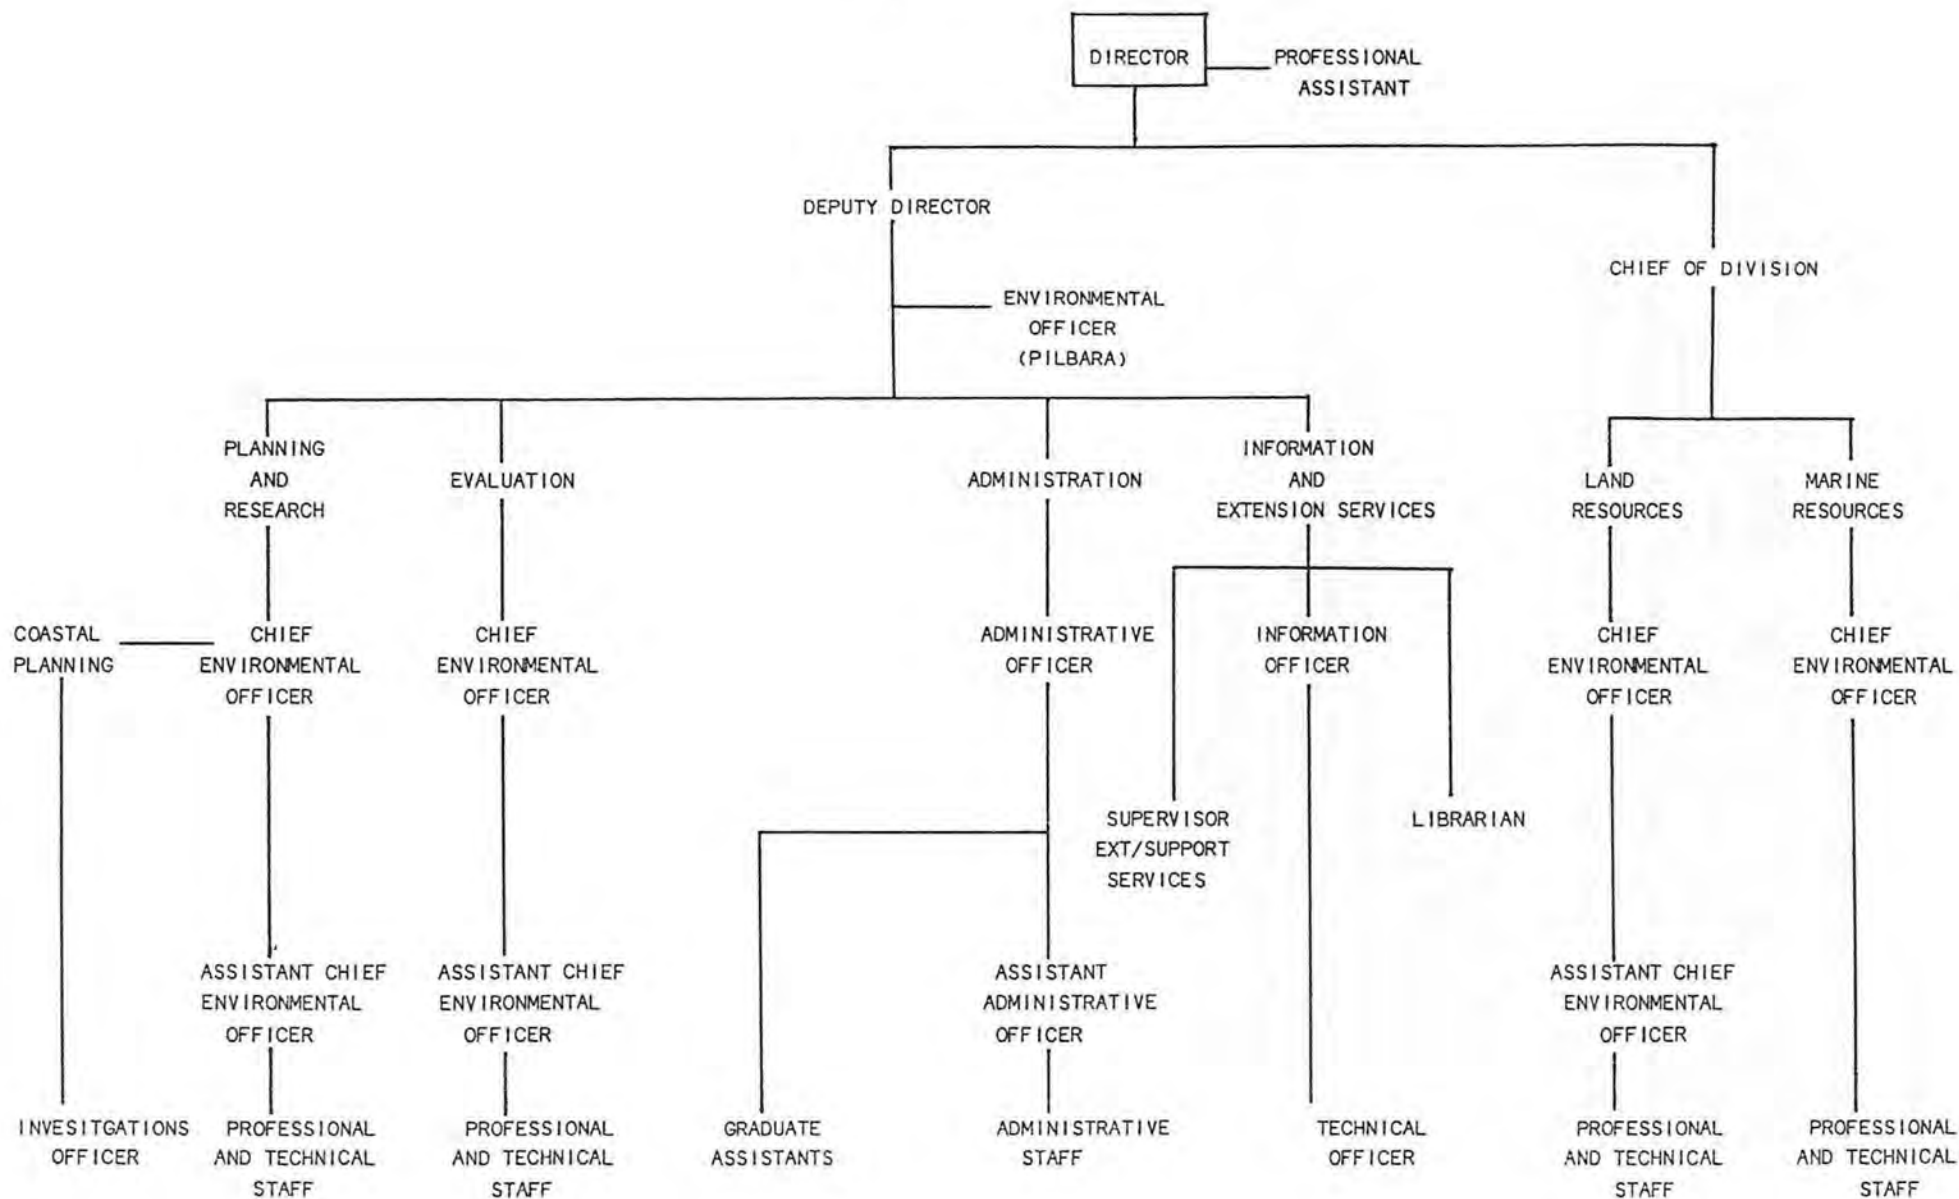 DIRECTOR
PROFESSIONAL
ASSISTANT
DEPUTY DIRECTOR
CHIEF OF DIVISION
ENVIRONMENTAL
OFFICER
(PILBARA)
PLANNING
AND
RESEARCH
EVALUATION
ADMINISTRATION
INFORMATION
AND
EXTENSION SERVICES
LAND
RESOURCES
MARINE
RESOURCES
COASTAL
PLANNING
CHIEF
ENVIRONMENTAL
OFFICER
CHIEF
ENVIRONMENTAL
OFFICER
ADMINISTRATIVE
OFFICER
INFORMATION
OFFICER
CHIEF
ENVIRONMENTAL
OFFICER
CHIEF
ENVIRONMENTAL
OFFICER
SUPERVISOR
EXT/SUPPORT
SERVICES
LIBRARIAN
ASSISTANT CHIEF
ENVIRONMENTAL
OFFICER
ASSISTANT CHIEF
ENVIRONMENTAL
OFFICER
ASSISTANT
ADMINISTRATIVE
OFFICER
ASSISTANT CHIEF
ENVIRONMENTAL
OFFICER
INVESITGATIONS
OFFICER
PROFESSIONAL
AND TECHNICAL
STAFF
PROFESSIONAL
AND TECHNICAL
STAFF
GRADUATE
ASSISTANTS
ADMINISTRATIVE
STAFF
TECHNICAL
OFFICER
PROFESSIONAL
AND TECHNICAL
STAFF
PROFESSIONAL
AND TECHNICAL
STAFF